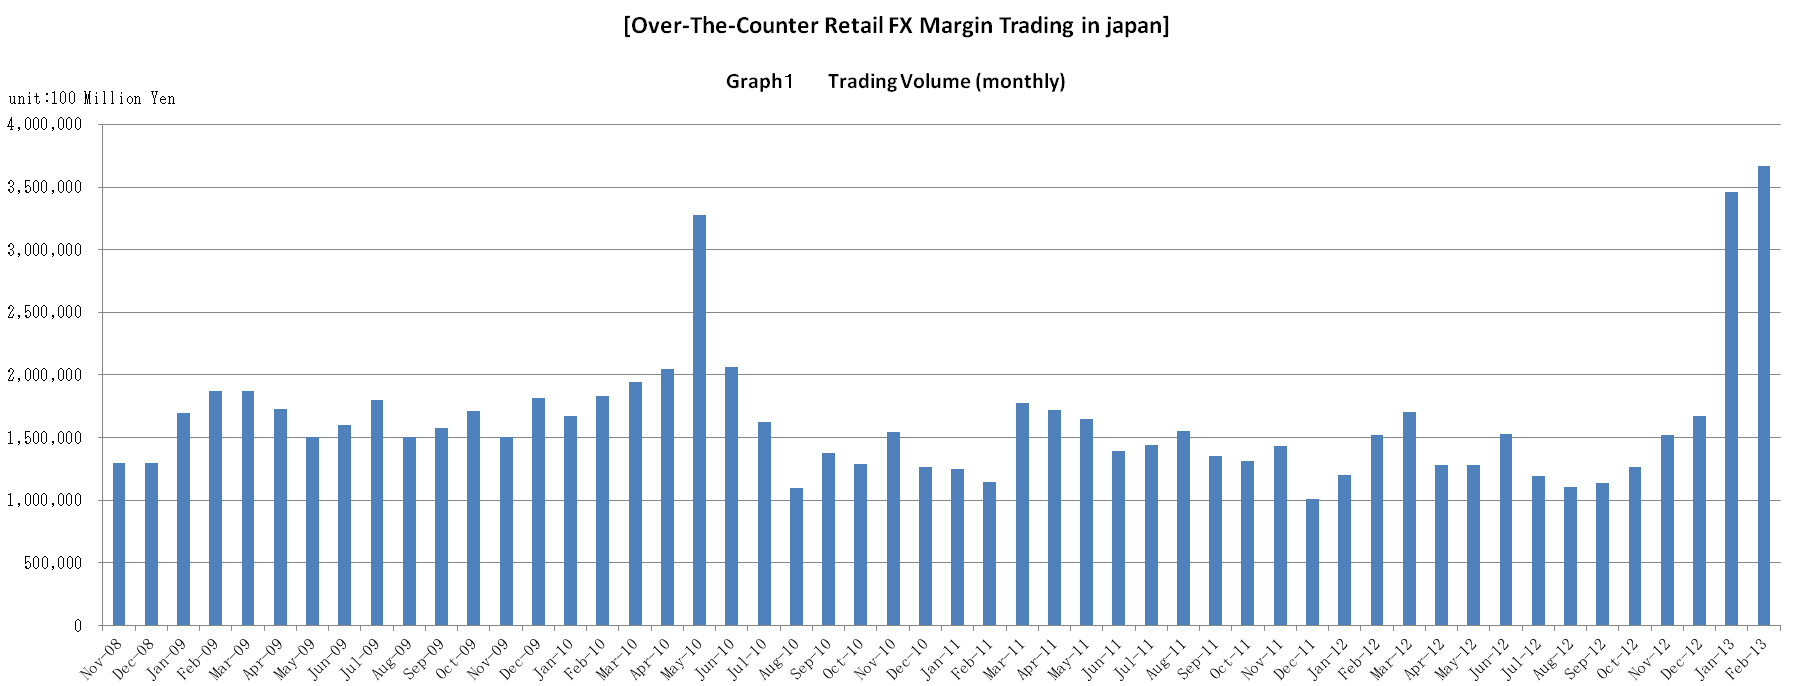 [Over-The-Counter Retail FX Margin Trading in japan]
Graph1 Trading Volume (monthly)
unit:100 Million Yen
4,000,000
3,500,000
3,000,000
2,500,000
2,000,000
1,500,000
1,000,000
500,000
0
Nov-08
Dec-08
Jan-09
Feb-09
Mar-09
Apr-09
May-09
Jun-09
Jul-09
Aug-09
Sep-09
Oct-09
Nov-09
Dec-09
Jan-10
Feb-10
Mar-10
Apr-10
May-10
Jun-10
Jul-10
Aug-10
Sep-10
Oct-10
Nov-10
Dec-10
Jan-11
Feb-11
Mar-11
Apr-11
May-11
Jun-11
Jul-11
Aug-11
Sep-11
Oct-11
Nov-11
Dec-11
Jan-12
Feb-12
Mar-12
Apr-12
May-12
Jun-12
Jul-12
Aug-12
Sep-12
Oct-12
Nov-12
Dec-12
Jan-13
Feb-13